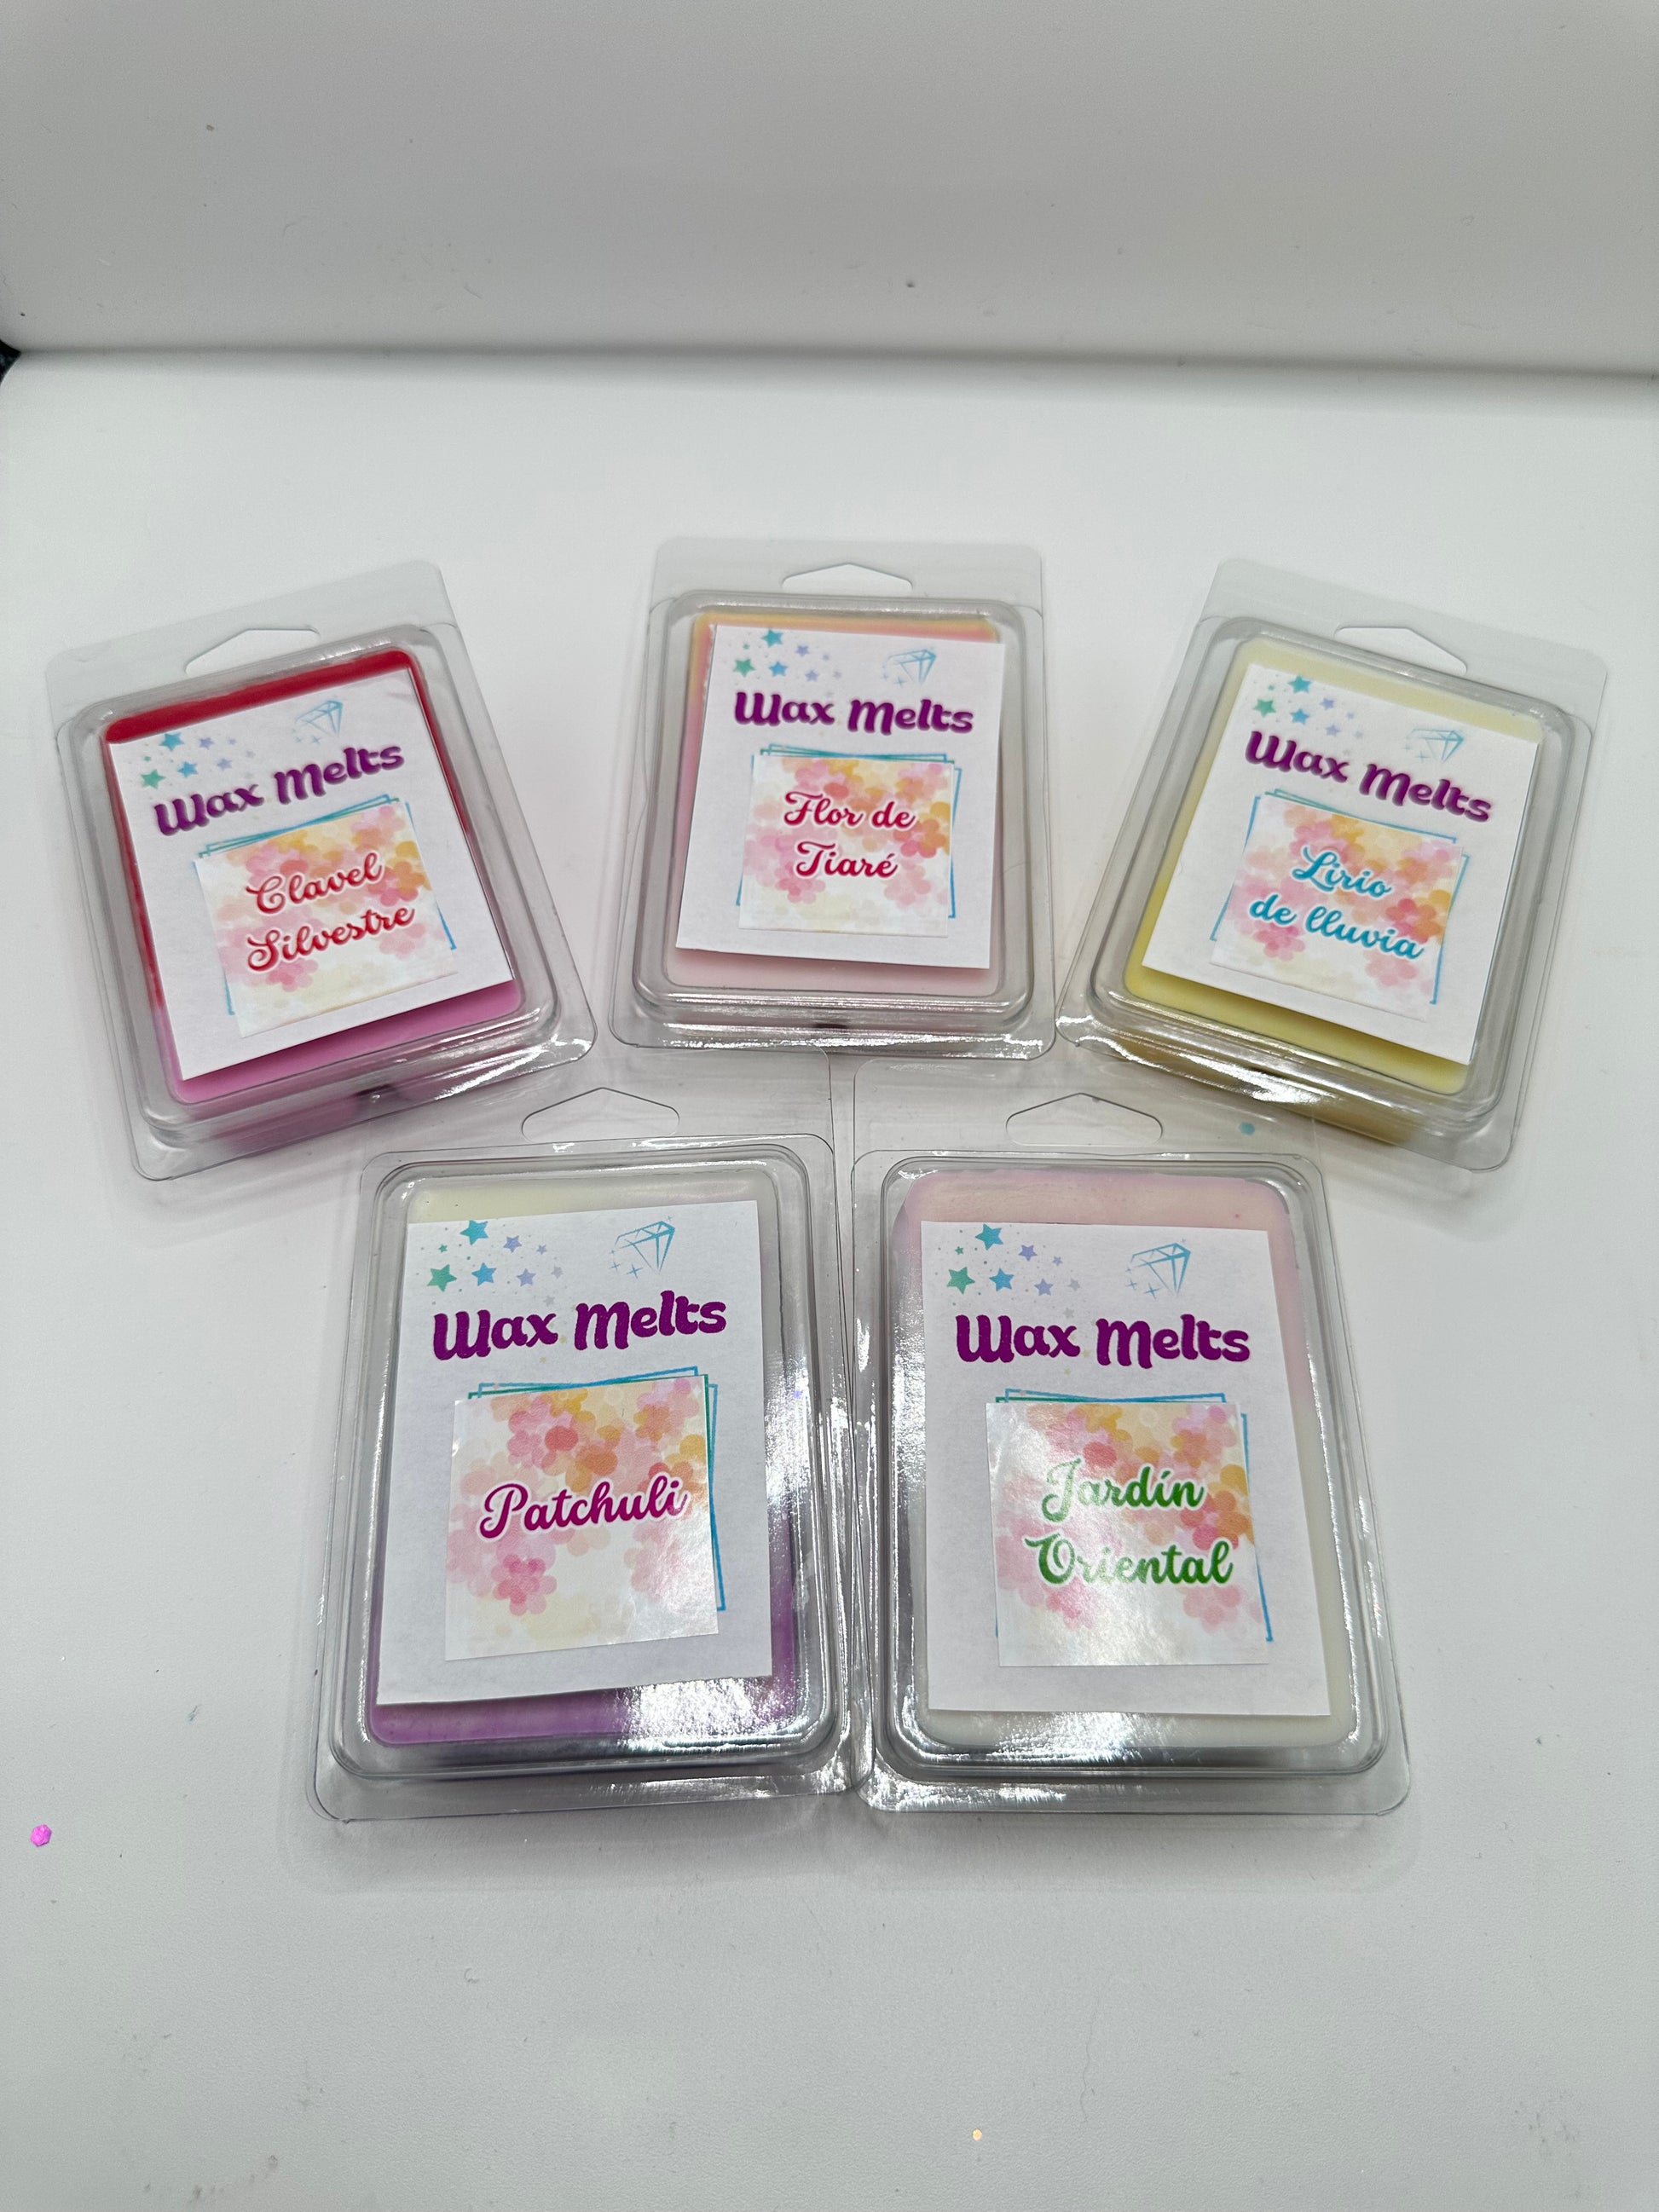 Wax Melts
Clavel
Silvestre
Wax Melts
Flor de
Tiaré
Wax Melts
Lirio
de lluvia
Wax Melts
Patchuli
Wax Melts
Jardín
Oriental